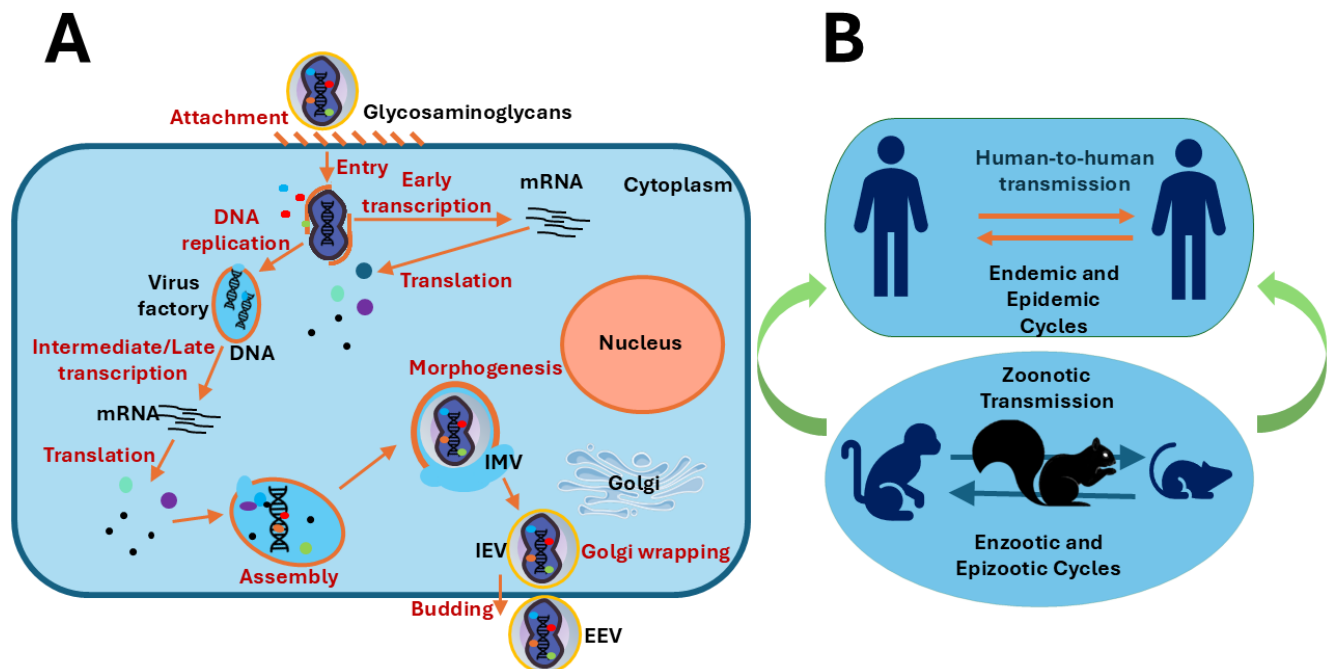 A
Attachment
Glycosaminoglycans
Entry
Early
transcription
mRNA
Cytoplasm
DNA
replication
Translation
Virus
factory
DNA
Intermediate/Late
transcription
mRNA
Translation
Assembly
Morphogenesis
IMV
Nucleus
Golgi
IEV
Golgi wrapping
Budding
EEV
B
Human-to-human
transmission
Endemic and
Epidemic
Cycles
Zoonotic
Transmission
Enzootic and
Epizootic Cycles